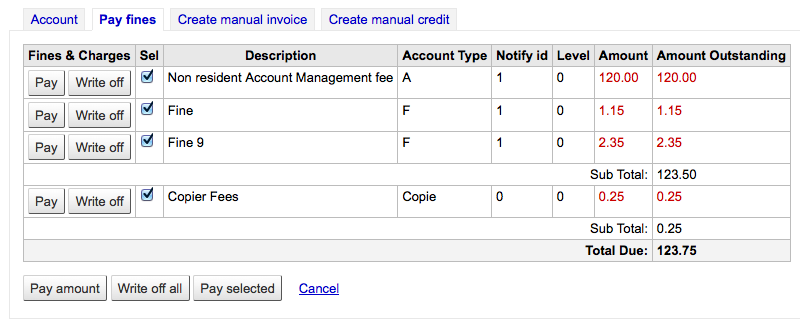 Account Pay fines Create manual invoice Create manual credit
Fines & Charges Sel Description Account Type Notify id Level Amount Amount Outstanding
Pay Write off Non resident Account Management fee A 1 0 120.00 120.00
Pay Write off Fine F 1 0 1.15 1.15
Pay Write off Fine 9 F 1 0 2.35 2.35
Sub Total: 123.50
Pay Write off Copier Fees Copie 0 0 0.25 0.25
Sub Total: 0.25
Total Due: 123.75
Pay amount Write off all Pay selected Cancel